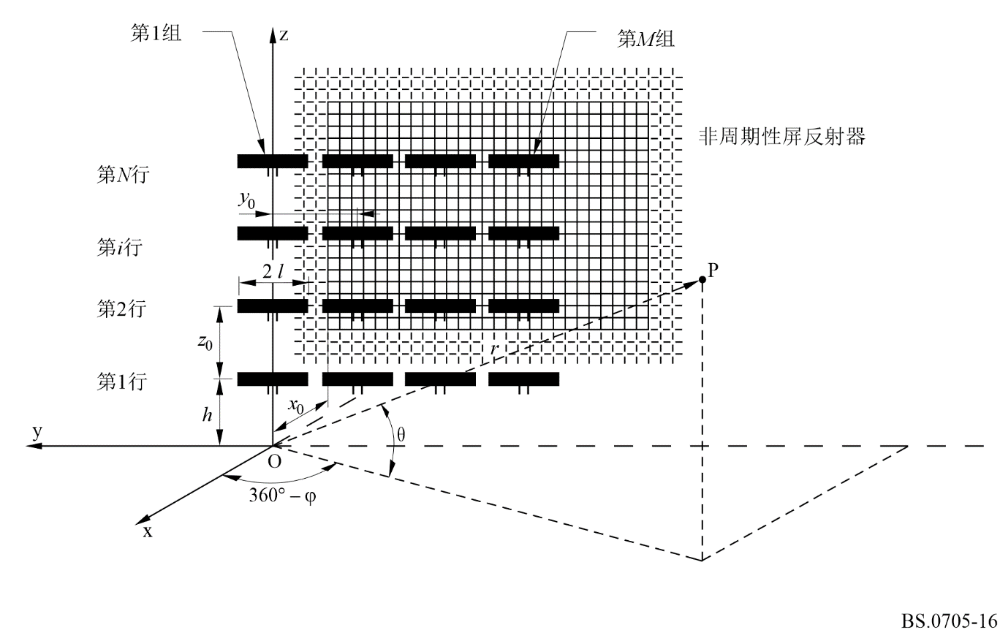 第1组
z
第M组
非周期性屏反射器
第N行
y₀
第i行
2 l
P
第2行
z₀
r
第1行
x₀
h
θ
y
O
360° – φ
x
BS.0705-16